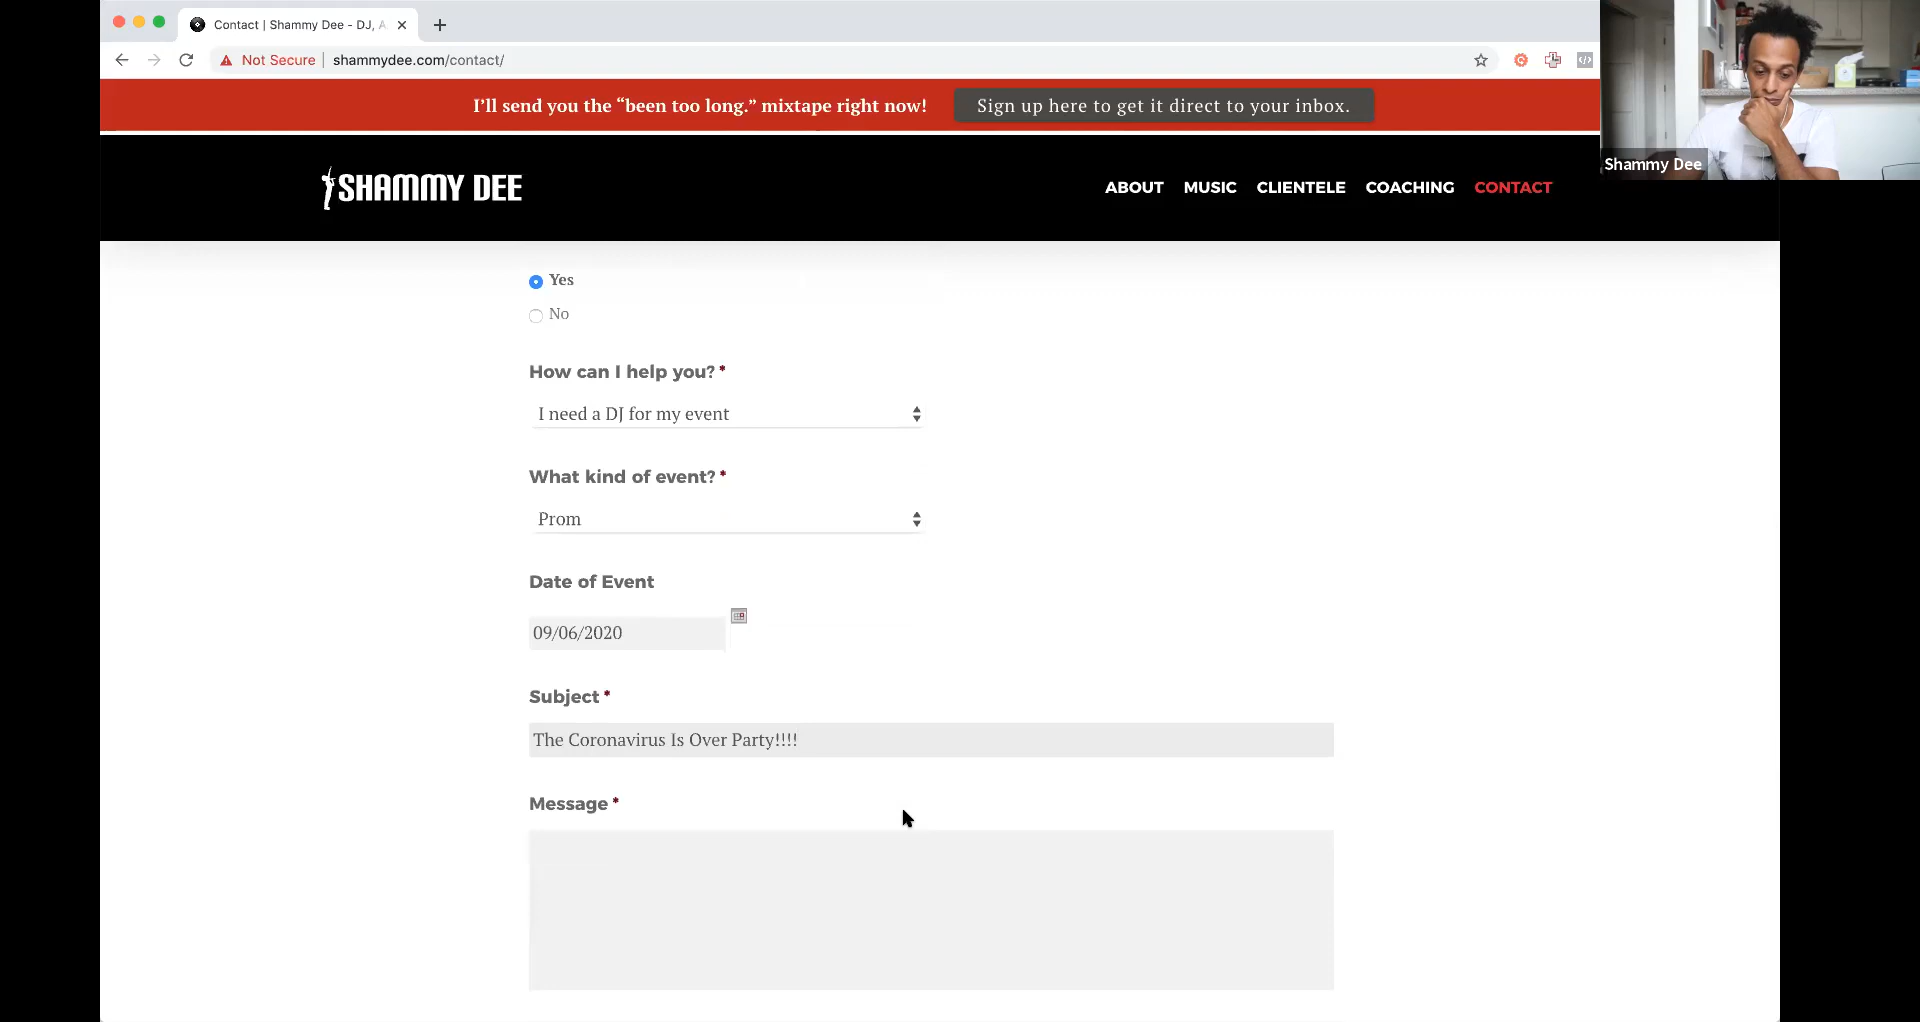 Contact | Shammy Dee - DJ, A
Not Secure | shammydee.com/contact/
I'll send you the “been too long.” mixtape right now!
Sign up here to get it direct to your inbox.
Shammy Dee
SHAMMY DEE
ABOUT MUSIC CLIENTELE COACHING CONTACT
Yes
No
How can I help you? *
I need a DJ for my event
What kind of event? *
Prom
Date of Event
09/06/2020
Subject *
The Coronavirus Is Over Party!!!!
Message *